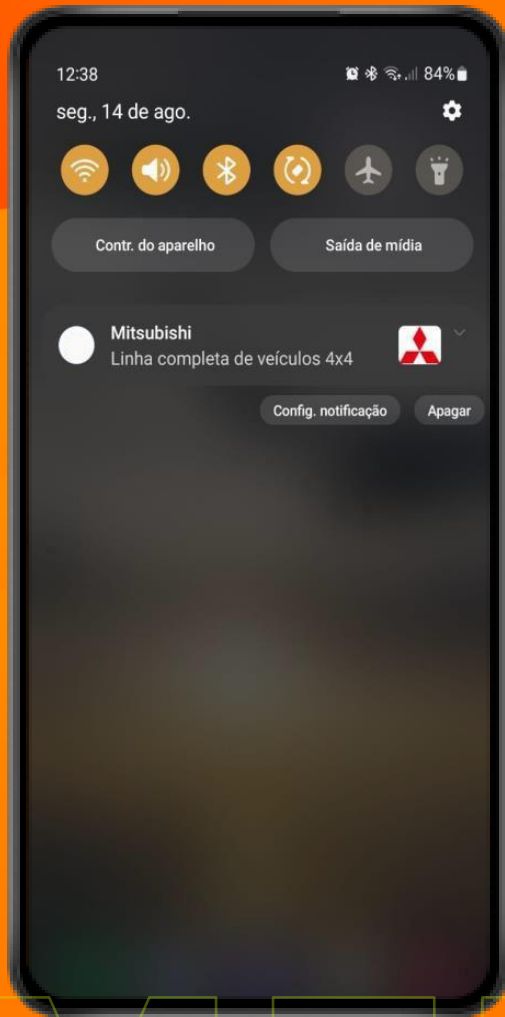 12:38
84%
seg., 14 de ago.
Contr. do aparelho
Saída de mídia
Mitsubishi
Linha completa de veículos 4x4
Config. notificação
Apagar